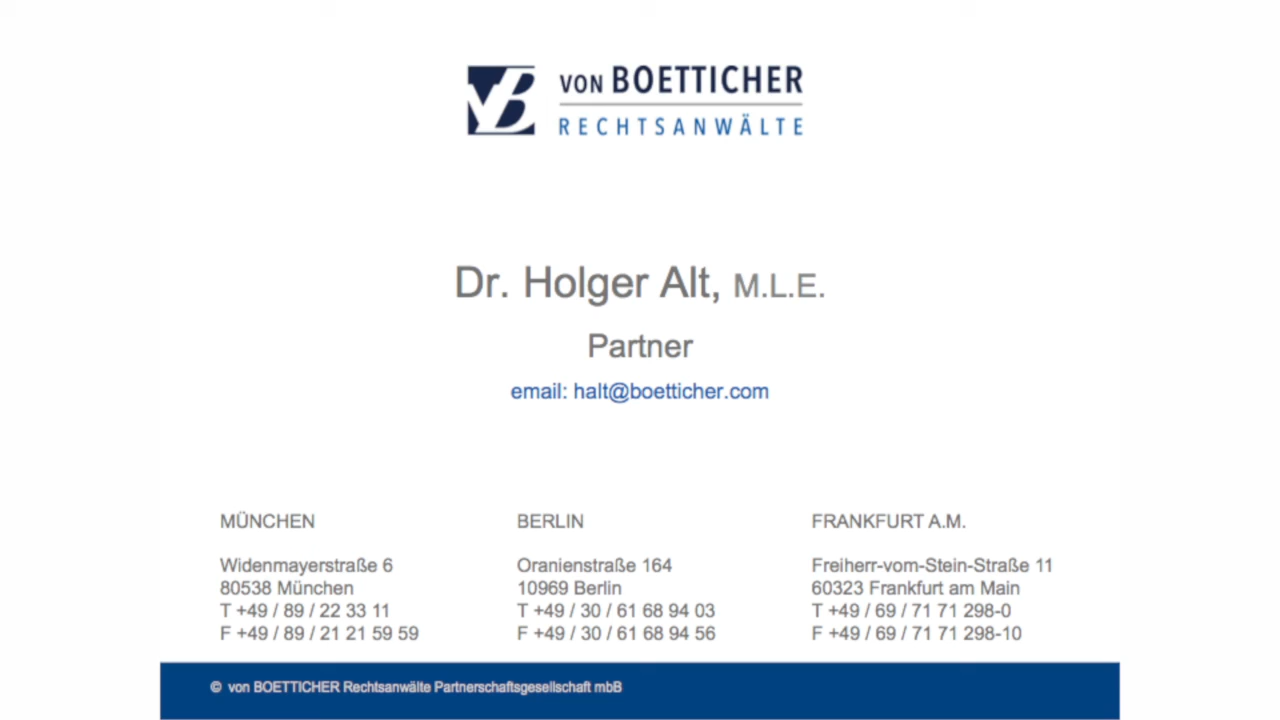 VB
VON BOETTICHER
RECHTSANWÄLTE
Dr. Holger Alt, M.L.E.
Partner
email: halt@boetticher.com
MÜNCHEN
Widenmayerstraße 6
80538 München
T +49 / 89 / 22 33 11
F +49 / 89 / 21 21 59 59
BERLIN
Oranienstraße 164
10969 Berlin
T +49 / 30 / 61 68 94 03
F +49 / 30 / 61 68 94 56
FRANKFURT A.M.
Freiherr-vom-Stein-Straße 11
60323 Frankfurt am Main
T +49 / 69 / 71 71 298-0
F +49 / 69 / 71 71 298-10
© von BOETTICHER Rechtsanwälte Partnerschaftsgesellschaft mbB